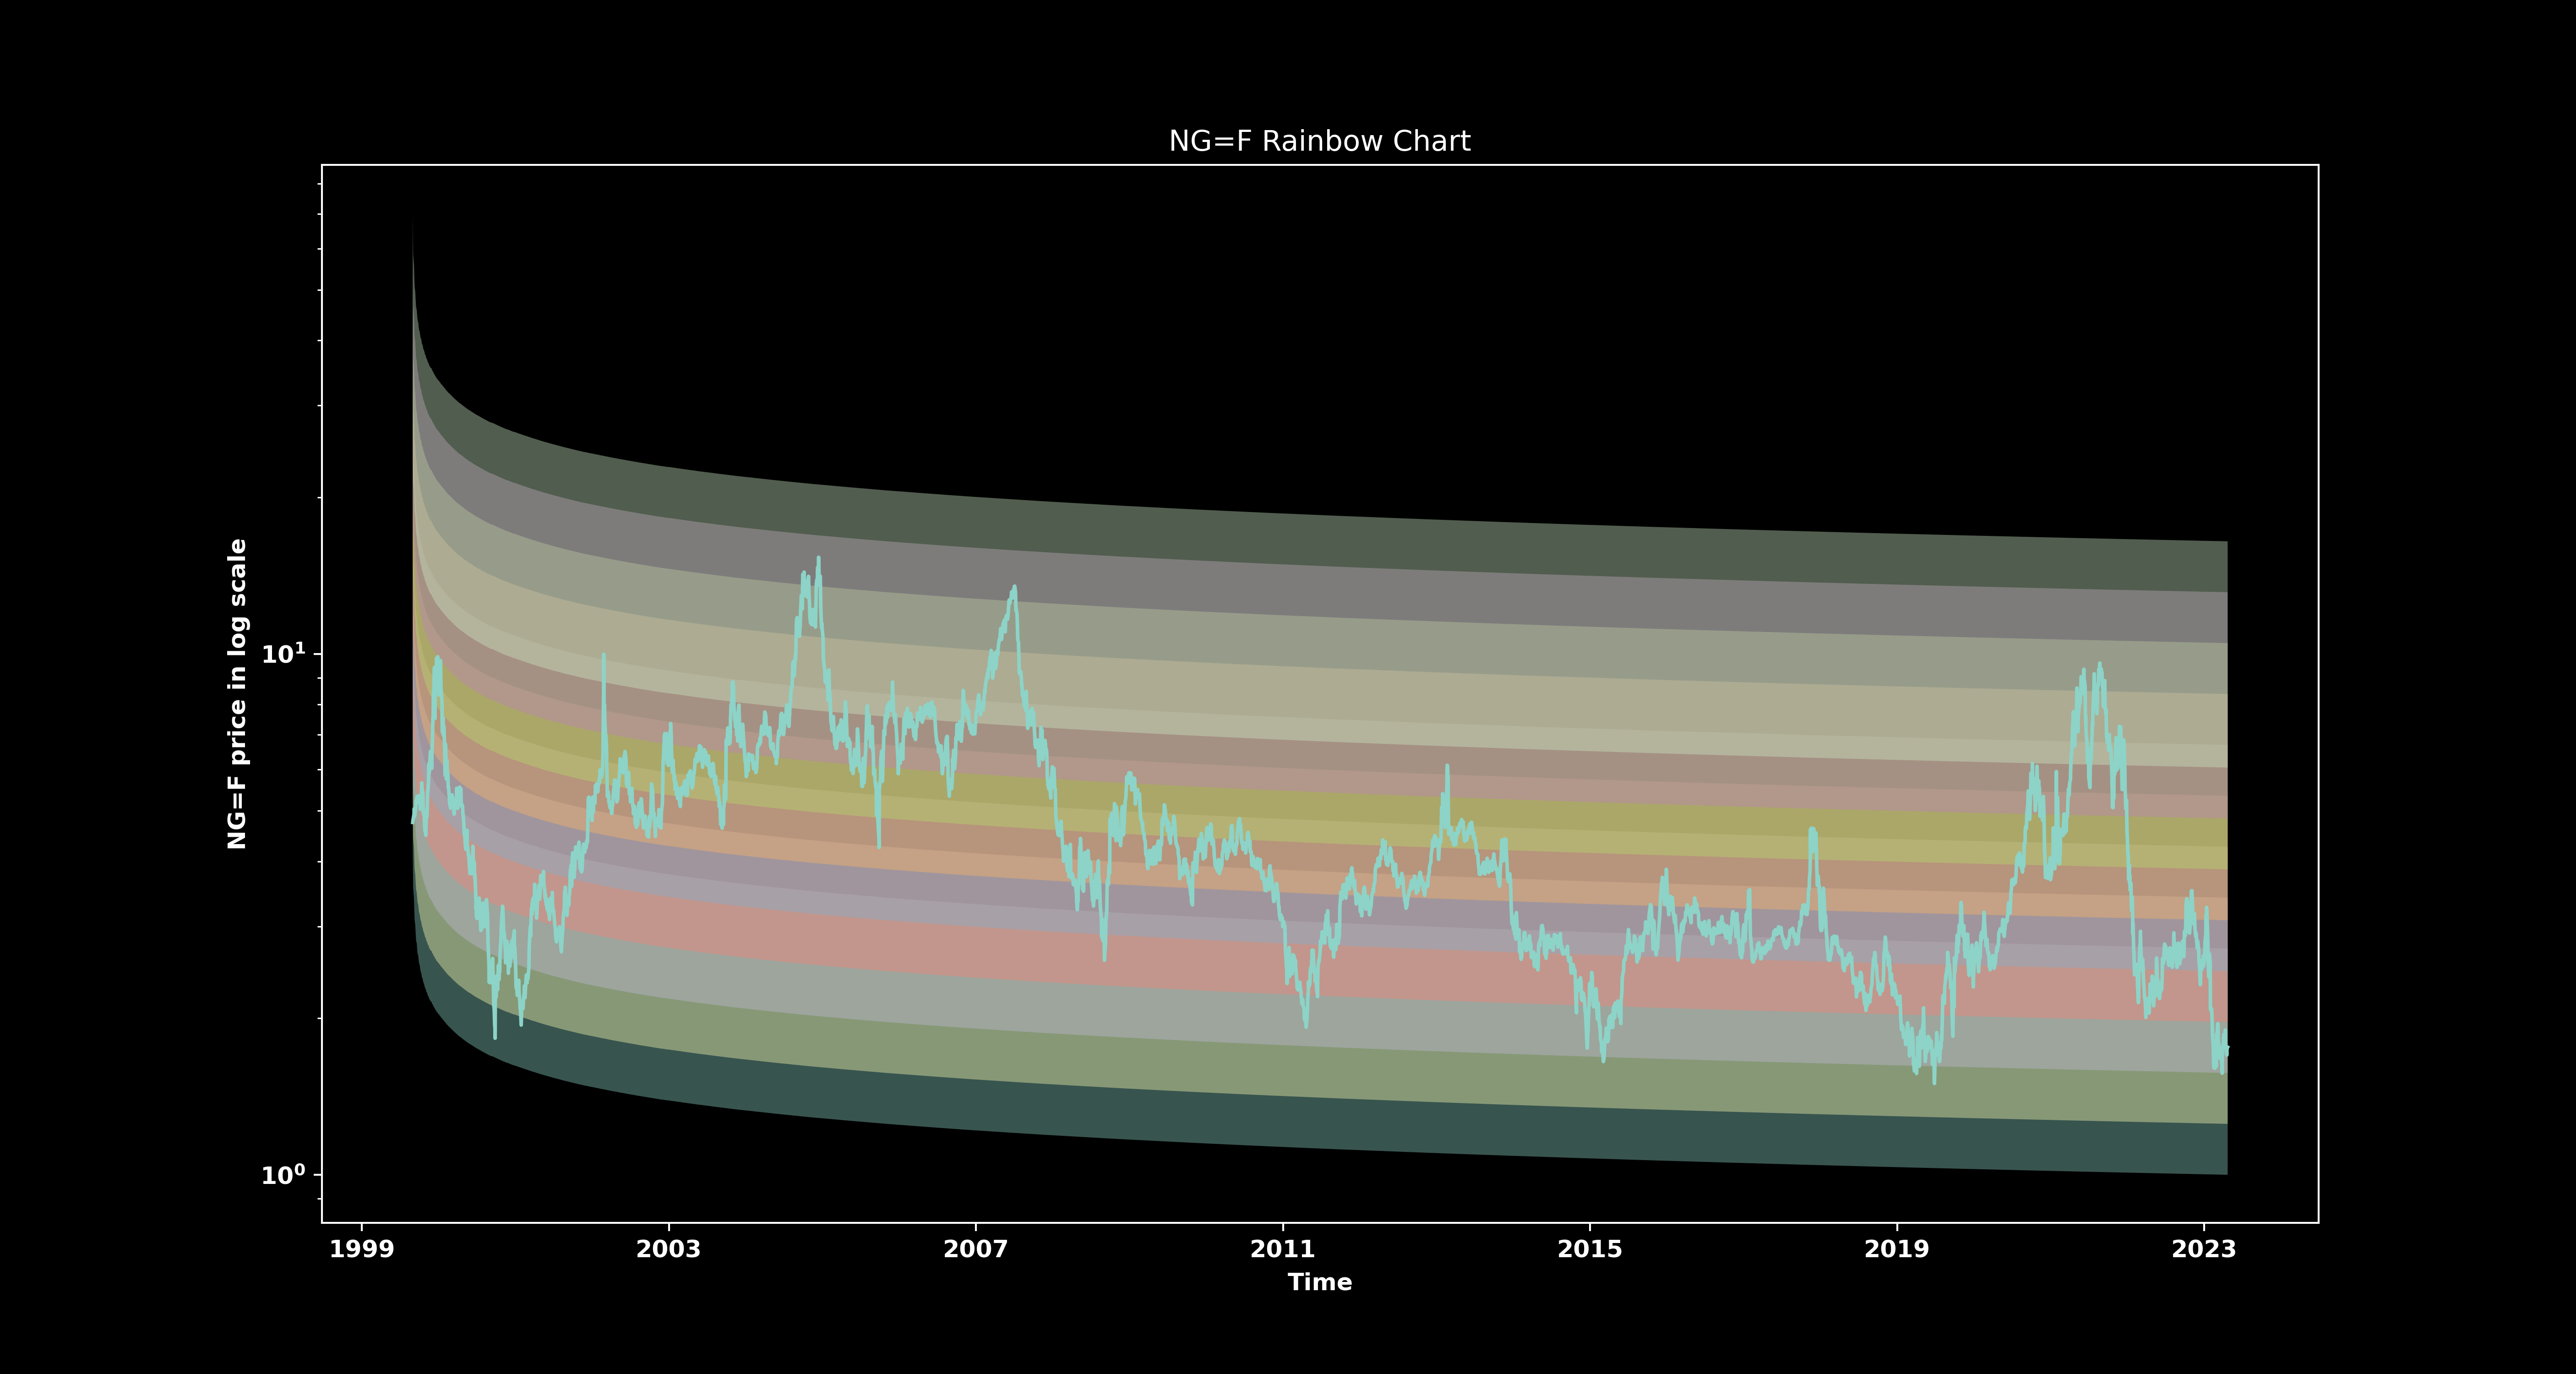 NG=F Rainbow Chart
NG=F price in log scale
10¹
10⁰
1999 2003 2007 2011 2015 2019 2023
Time